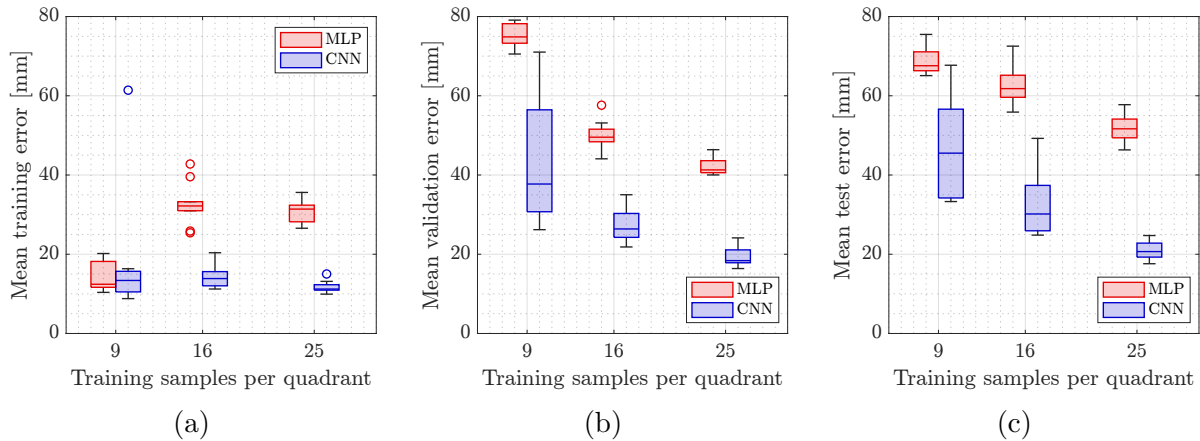 Mean training error [mm]
80
60
40
20
0
9
16
25
Training samples per quadrant
MLP
CNN
(a)
Mean validation error [mm]
80
60
40
20
0
9
16
25
Training samples per quadrant
MLP
CNN
(b)
Mean test error [mm]
80
60
40
20
0
9
16
25
Training samples per quadrant
MLP
CNN
(c)